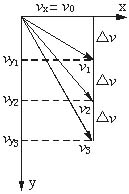 vx = v0 x
Δv
vy1 v1
Δv
vy2 v2
Δv
vy3 v3
y